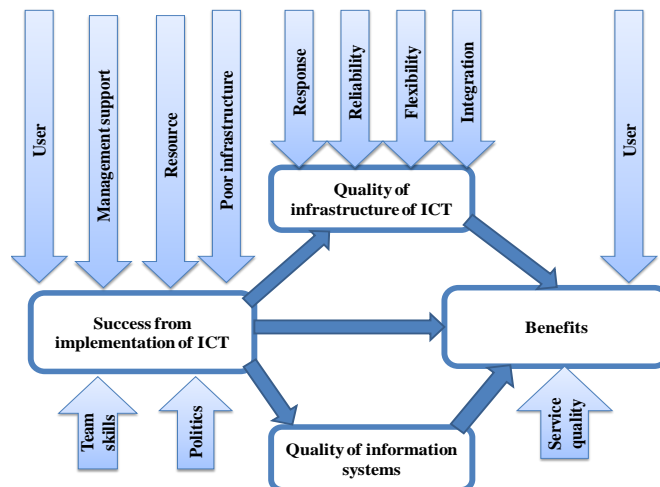 User
Management support
Resource
Poor infrastructure
Response
Reliability
Flexibility
Integration
User
Quality of
infrastructure of ICT
Success from
implementation of ICT
Benefits
Team
skills
Politics
Quality of information
systems
Service
quality